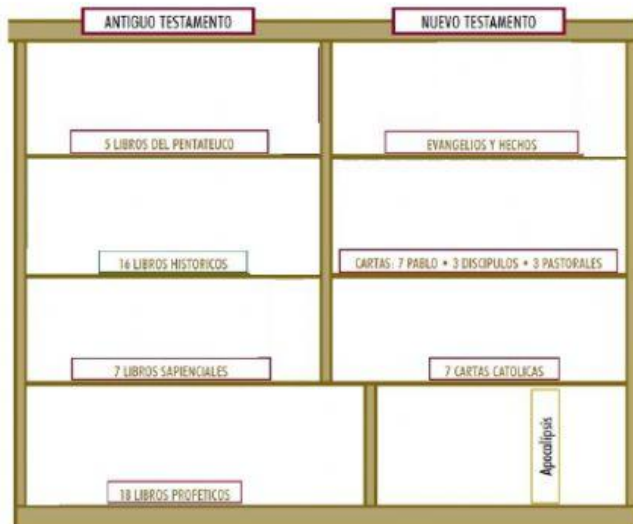 ANTIGUO TESTAMENTO
NUEVO TESTAMENTO
5 LIBROS DEL PENTATEUCO
EVANGELIOS Y HECHOS
16 LIBROS HISTORICOS
CARTAS: 7 PABLO • 3 DISCIPULOS • 3 PASTORALES
7 LIBROS SAPIENCIALES
7 CARTAS CATOLICAS
18 LIBROS PROFETICOS
Apocalipsis